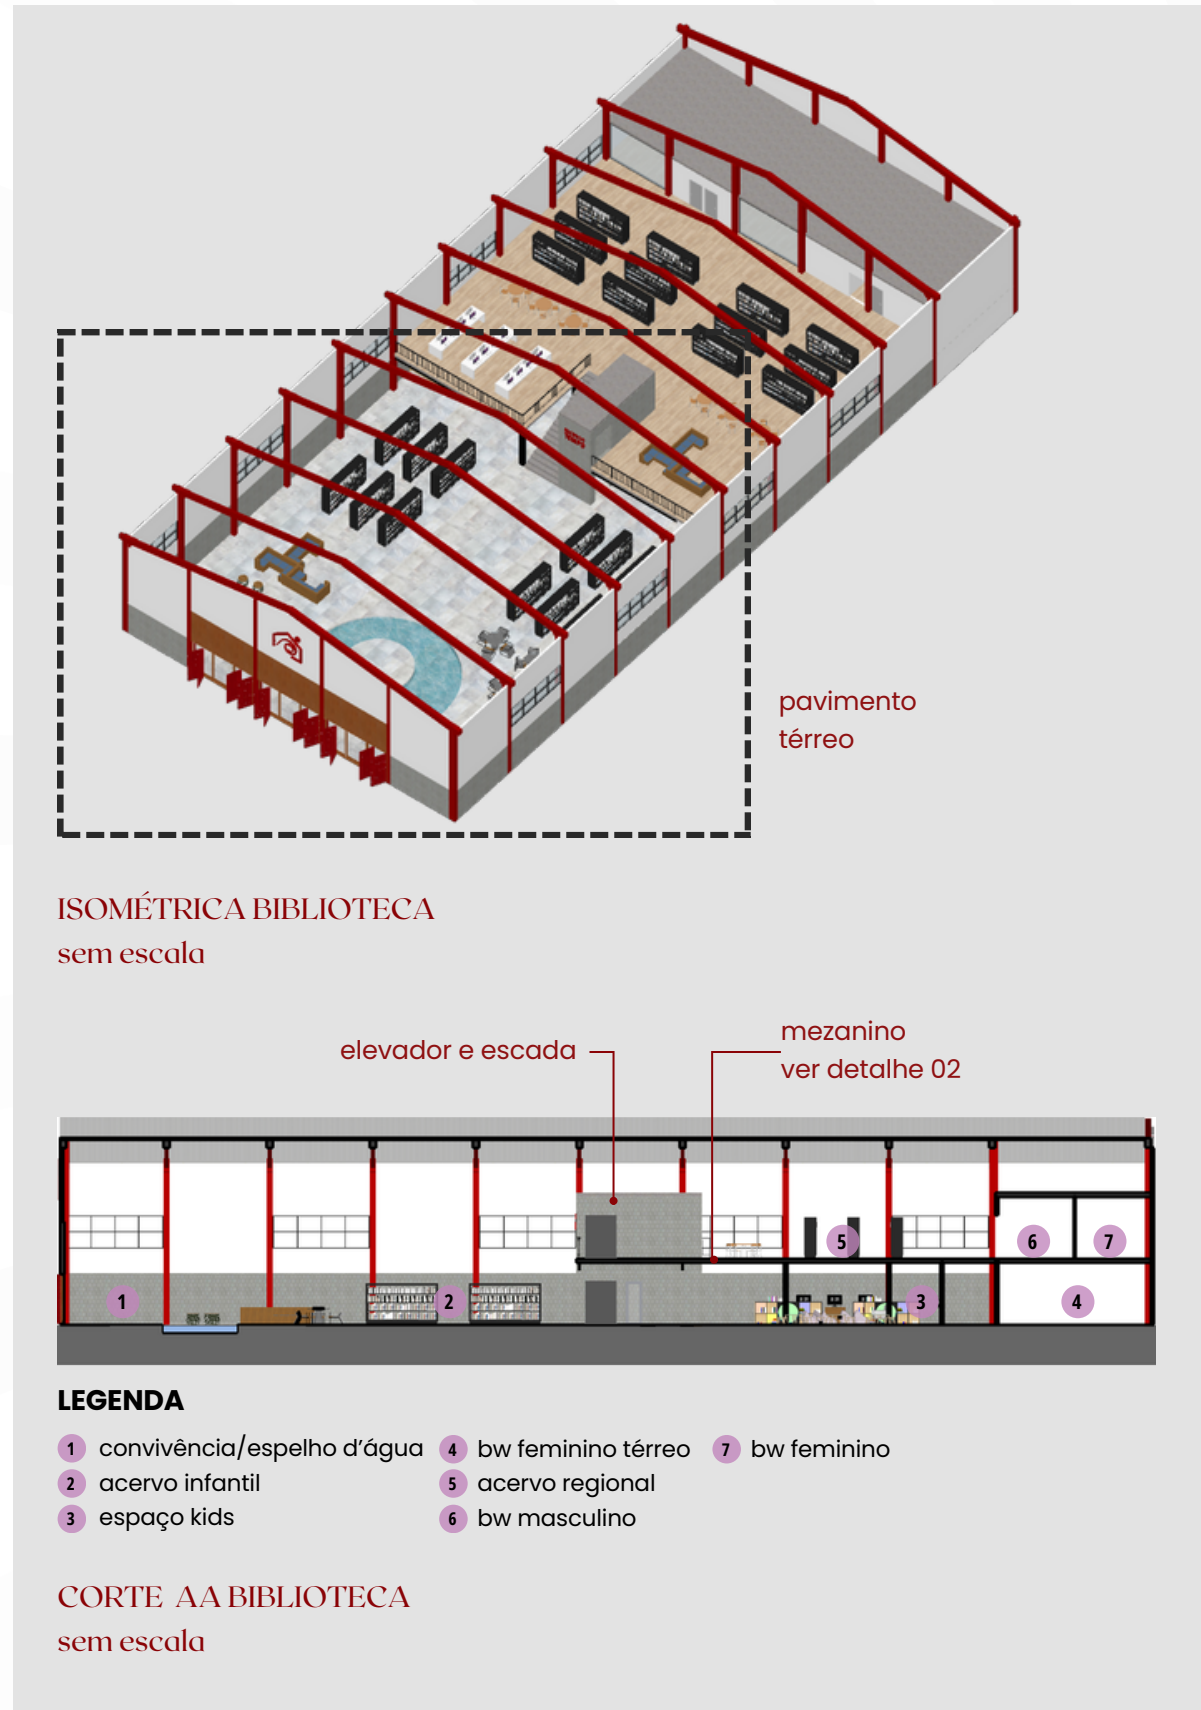 pavimento
térreo
ISOMÉTRICA BIBLIOTECA
sem escala
elevador e escada
mezanino
ver detalhe 02
5
6
7
1
2
3
4
LEGENDA
1 convivência/espelho d'água
4 bw feminino térreo
7 bw feminino
2 acervo infantil
5 acervo regional
3 espaço kids
6 bw masculino
CORTE AA BIBLIOTECA
sem escala